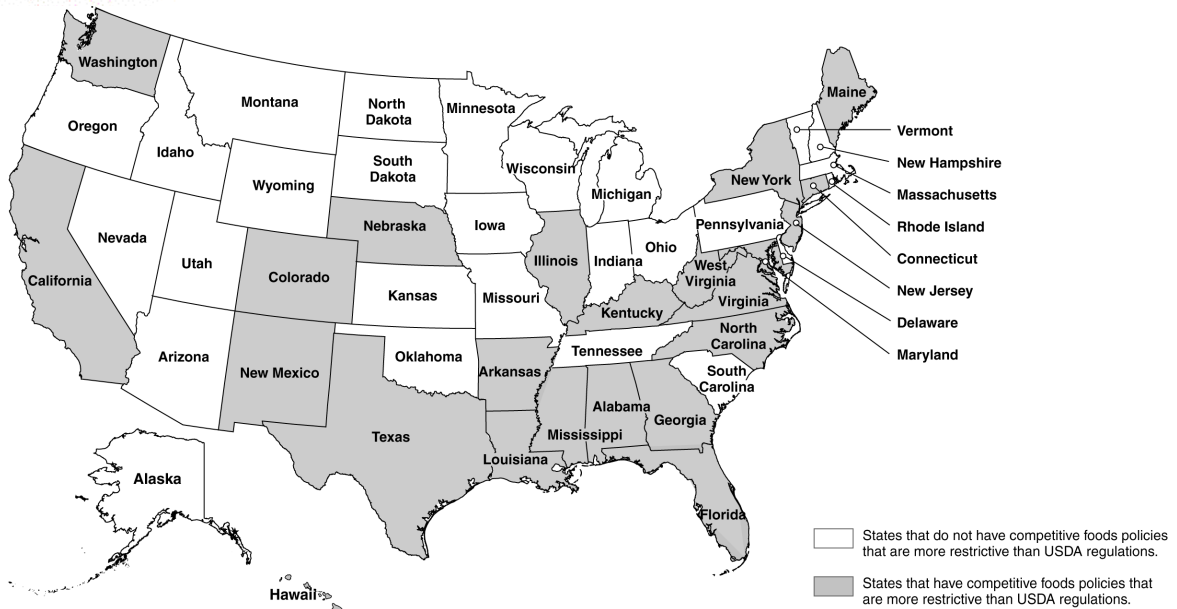 Washington
Montana
North
Dakota
Minnesota
Maine
Oregon
Idaho
Wyoming
South
Dakota
Wisconsin
Michigan
New York
Vermont
New Hampshire
Massachusetts
Rhode Island
Connecticut
New Jersey
Delaware
Maryland
Nevada
Utah
Colorado
Nebraska
Iowa
Illinois
Indiana
Ohio
Pennsylvania
California
Kansas
Missouri
West
Virginia
Virginia
Kentucky
North
Carolina
Arizona
New Mexico
Oklahoma
Arkansas
Tennessee
South
Carolina
Texas
Louisiana
Mississippi
Alabama
Georgia
Florida
Alaska
Hawaii
States that do not have competitive foods policies
that are more restrictive than USDA regulations.
States that have competitive foods policies that
are more restrictive than USDA regulations.